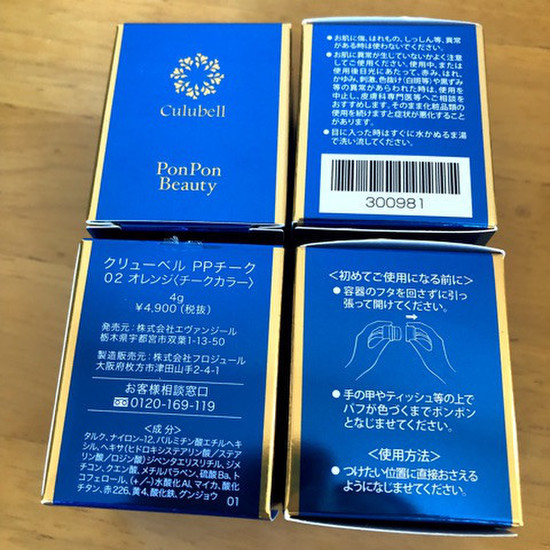 Culubell
PonPon
Beauty
●お肌に傷、はれもの、しっしん等、異常
がある時は使わないでください。
●お肌に異常が生じていないかよく注意
してご使用ください。使用中、または
使用後日光にあたって、赤み、はれ、
かゆみ、刺激、色抜け(白斑等)や黒ずみ
等の異常があらわれた時は、使用を
中止し、皮膚科専門医等へご相談を
おすすめします。そのまま化粧品類の
使用を続けますと症状が悪化することが
あります。
●目に入った時はすぐに水かぬるま湯
で洗い流してください。
300981
クリューベル PPチーク
02 オレンジ〈チークカラー〉
4g
¥4,900(税抜)
発売元:株式会社エヴァンジール
栃木県宇都宮市双葉1-13-50
製造販売元:株式会社フロジュール
大阪府枚方市津田山手2-4-1
お客様相談窓口
0120-169-119
<成分>
タルク、ナイロン-12、パルミチン酸エチルヘキ
シル、ヘキサ(ヒドロキシステアリン酸/ステア
リン酸/ロジン酸)ジペンタエリスリチル、ジメ
チコン、クエン酸、メチルパラベン、硫酸Ba、ト
コフェロール、(+/-)水酸化Al、マイカ、酸化
チタン、赤226、黄4、酸化鉄、グンジョウ
01
<初めてご使用になる前に>
●容器のフタを回さずに引っ
張って開けてください。
●手の甲やティッシュ等の上で
パフが色づくまでポンポン
となじませてください。
<使用方法>
●つけたい位置に直接おさえる
ようになじませてください。